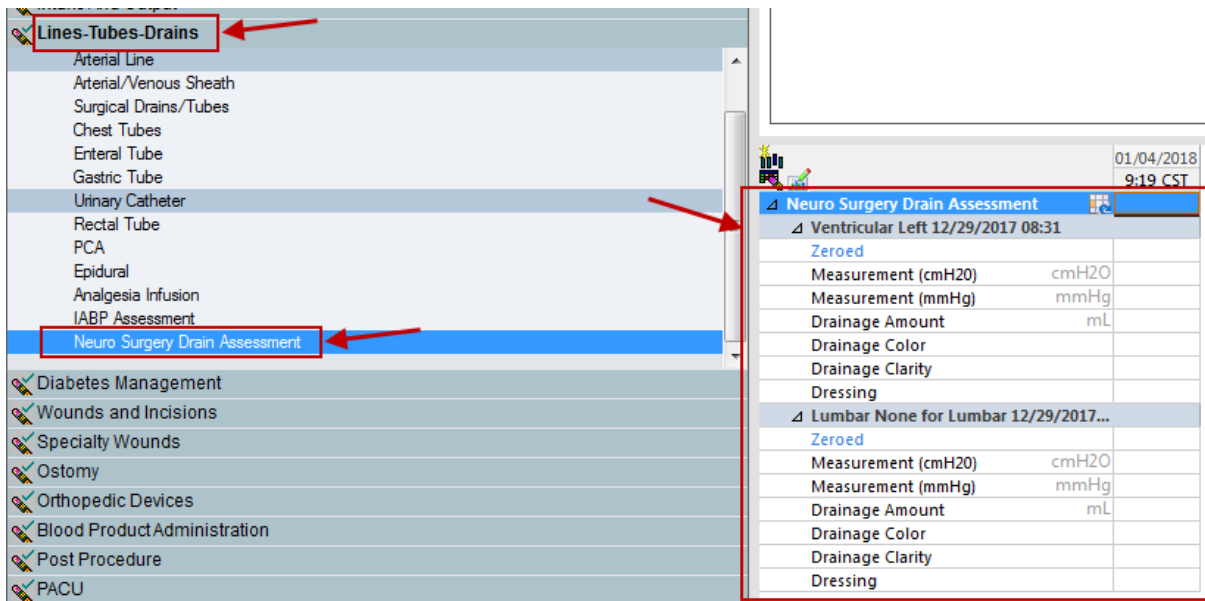 Intake And Output
Lines-Tubes-Drains
Arterial Line
Arterial/Venous Sheath
Surgical Drains/Tubes
Chest Tubes
Enteral Tube
Gastric Tube
Urinary Catheter
Rectal Tube
PCA
Epidural
Analgesia Infusion
IABP Assessment
Neuro Surgery Drain Assessment
Diabetes Management
Wounds and Incisions
Specialty Wounds
Ostomy
Orthopedic Devices
Blood Product Administration
Post Procedure
PACU
01/04/2018
9:19 CST
Neuro Surgery Drain Assessment
Ventricular Left 12/29/2017 08:31
Zeroed
Measurement (cmH20) cmH2O
Measurement (mmHg) mmHg
Drainage Amount mL
Drainage Color
Drainage Clarity
Dressing
Lumbar None for Lumbar 12/29/2017...
Zeroed
Measurement (cmH20) cmH2O
Measurement (mmHg) mmHg
Drainage Amount mL
Drainage Color
Drainage Clarity
Dressing